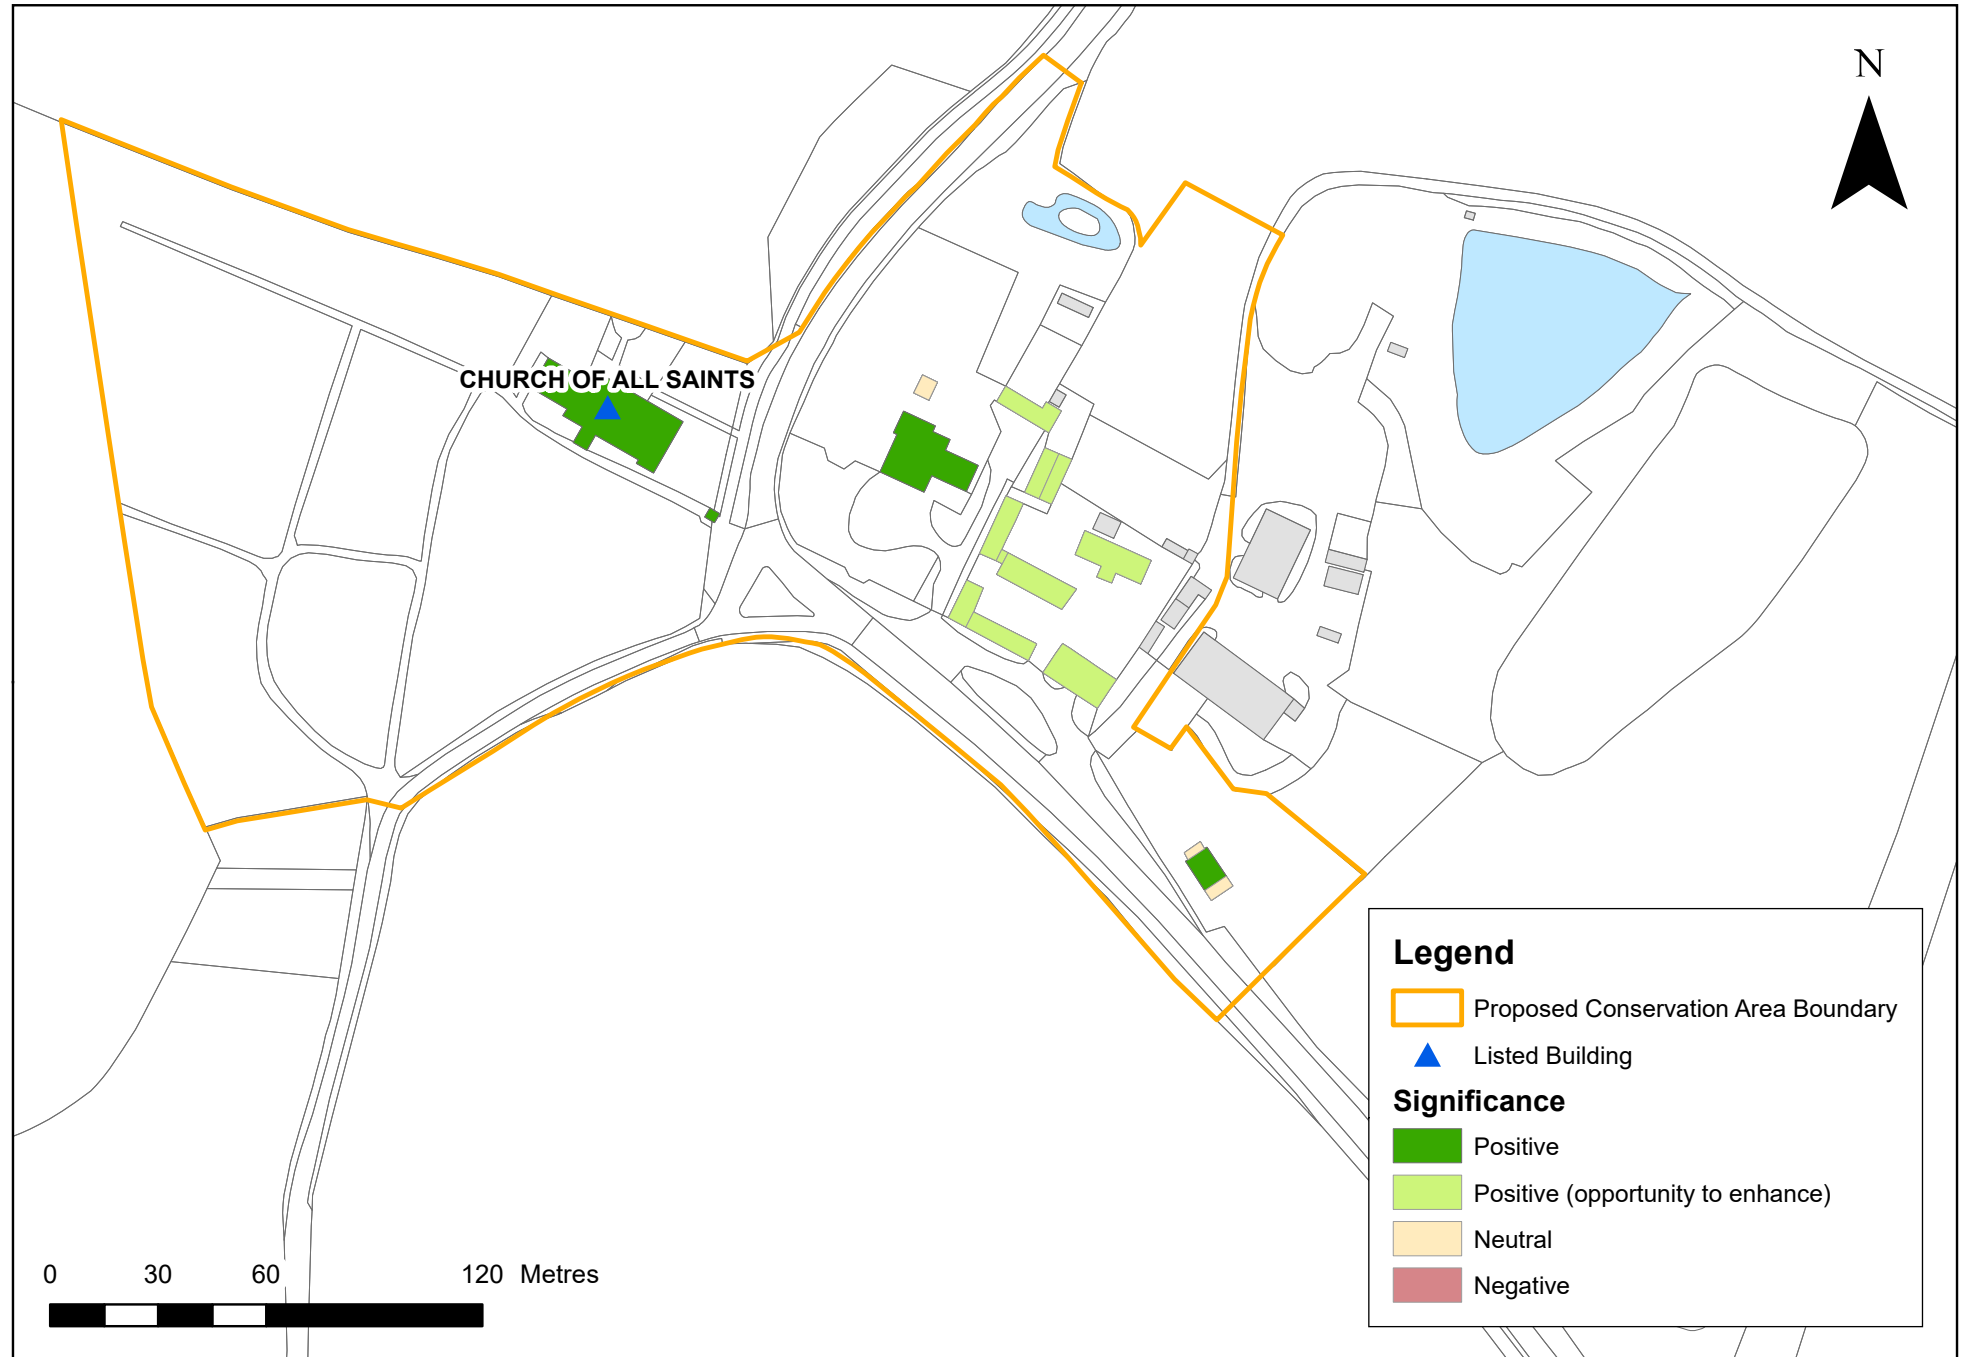 N
CHURCH OF ALL SAINTS
Legend
Proposed Conservation Area Boundary
Listed Building
Significance
Positive
Positive (opportunity to enhance)
Neutral
Negative
0 30 60 120 Metres